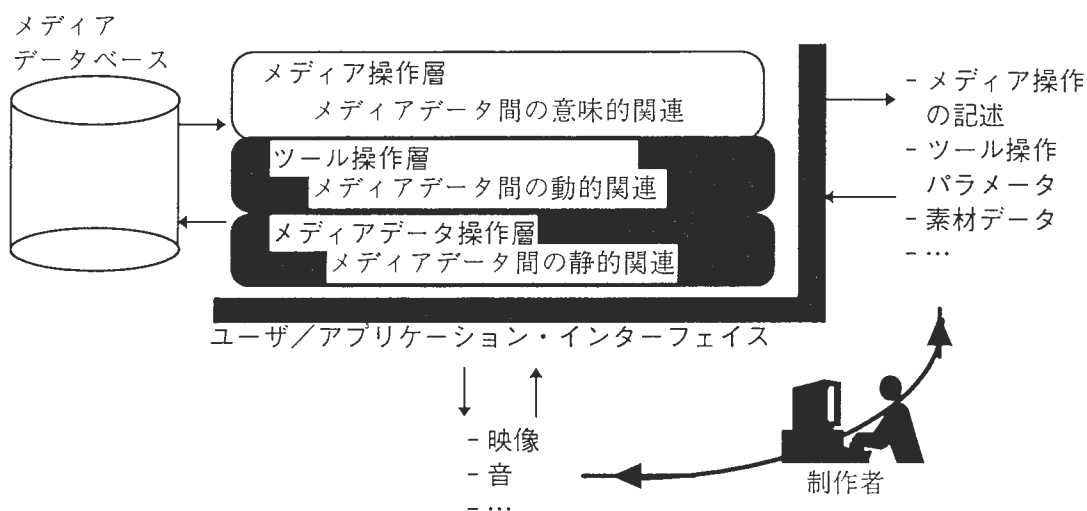 メディア
データベース
メディア操作層
メディアデータ間の意味的関連
ツール操作層
メディアデータ間の動的関連
メディアデータ操作層
メディアデータ間の静的関連
ユーザ／アプリケーション・インターフェイス
- メディア操作
の記述
- ツール操作
パラメータ
- 素材データ
- …
- 映像
- 音
- …
制作者